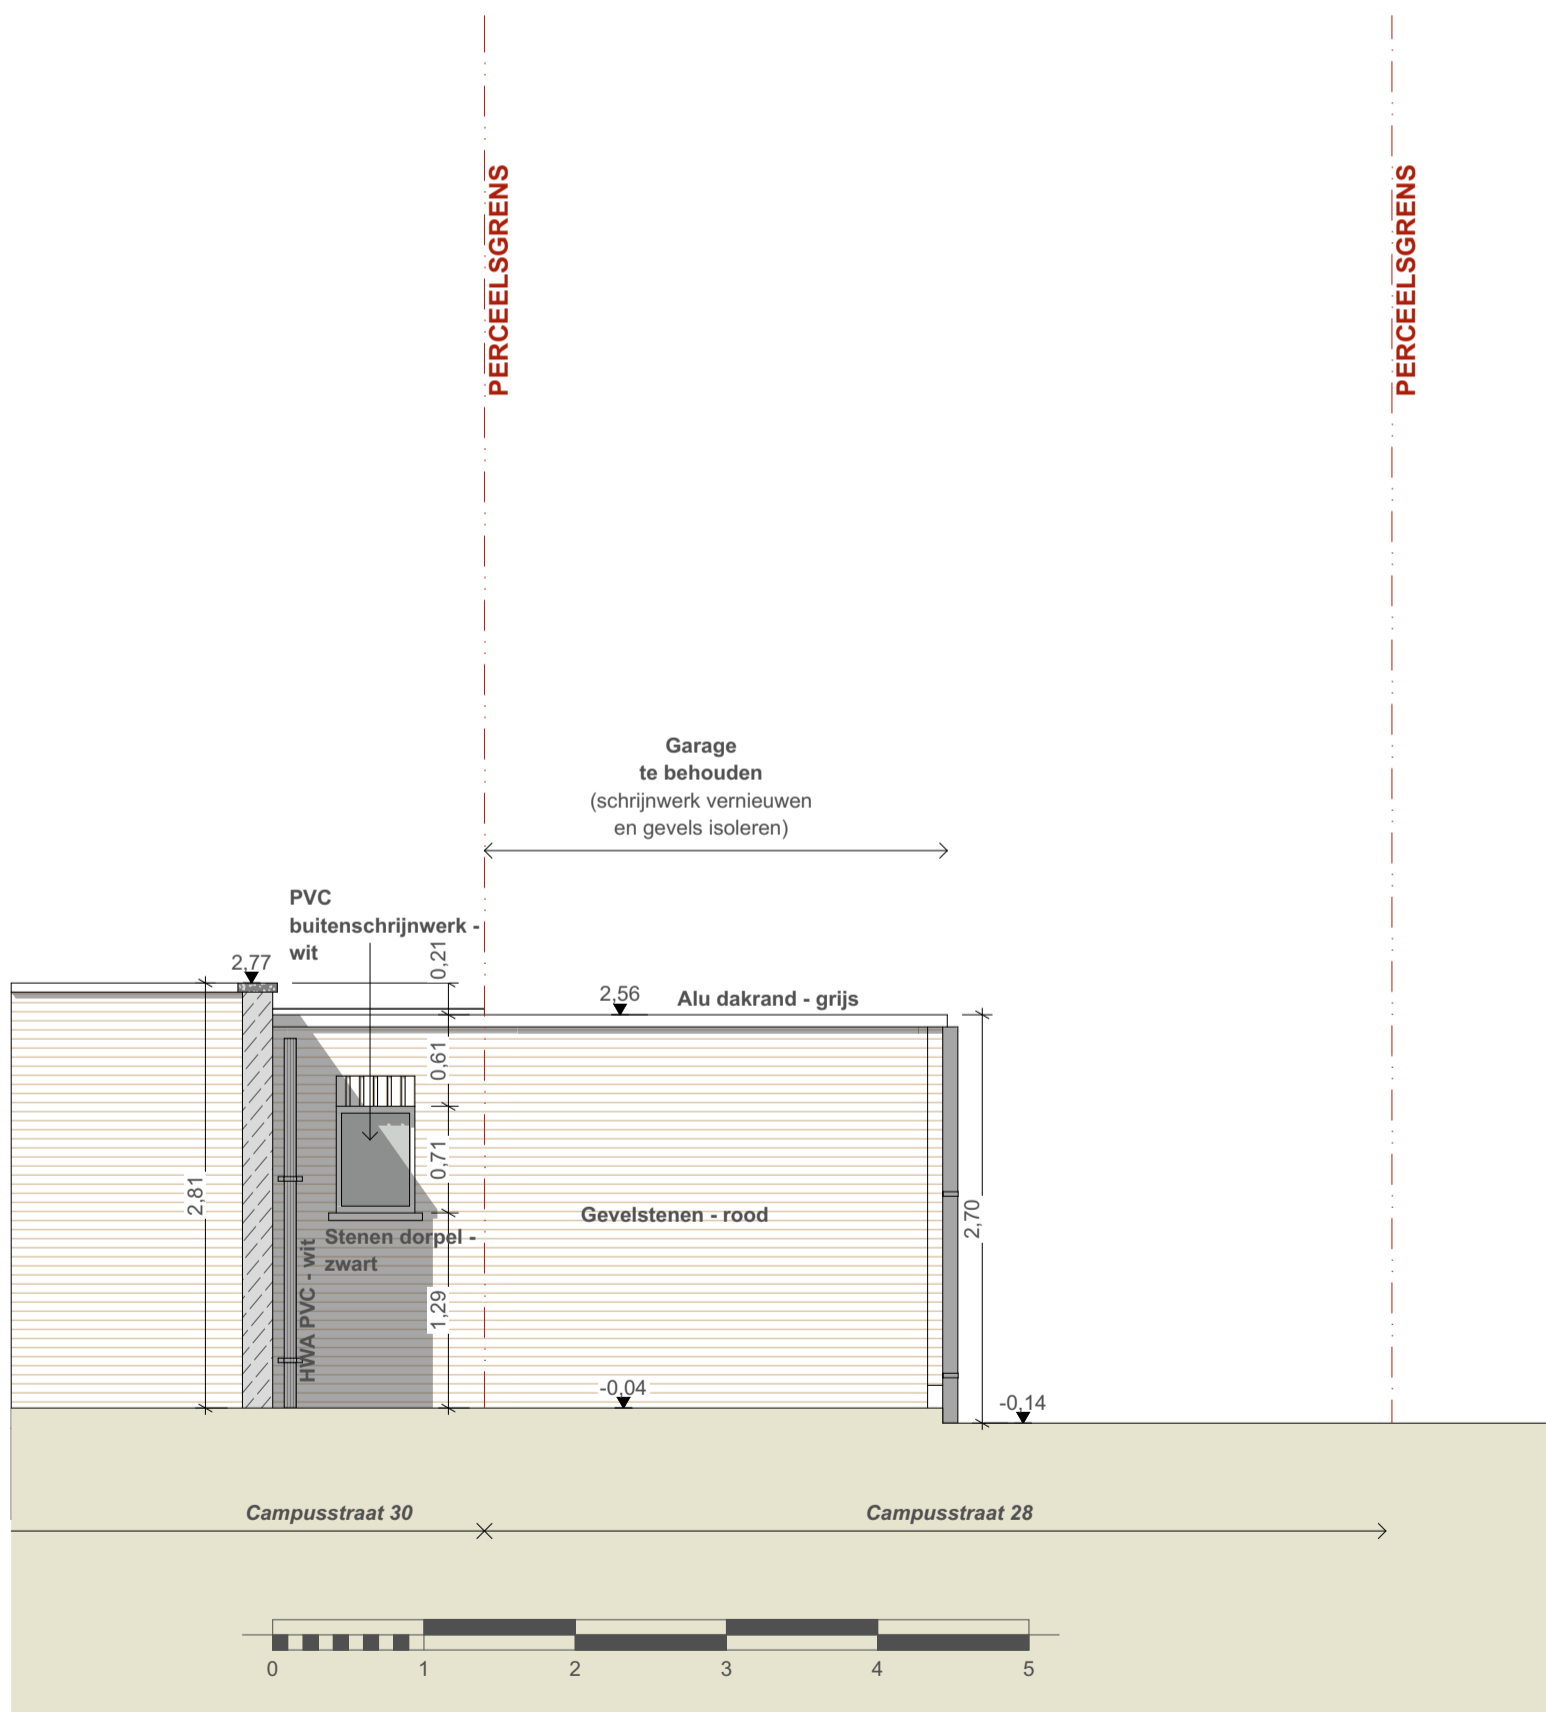 PERCEELSGRENS
PERCEELSGRENS
Garage
te behouden
(schrijnwerk vernieuwen
en gevels isoleren)
PVC
buitenschrijnwerk -
wit
0,21
2,77
2,56
Alu dakrand - grijs
0,61
0,71
2,81
Gevelstenen - rood
2,70
Stenen dorpel -
zwart
HWA PVC - wit
1,29
-0,04
-0,14
Campusstraat 30
Campusstraat 28
0 1 2 3 4 5